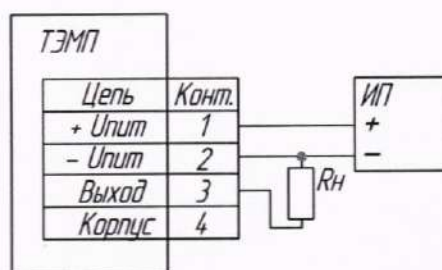 ТЭМП
Цепь Конт.
+ Uпит 1
– Uпит 2
Выход 3
Корпус 4
ИП
+
–
Rн